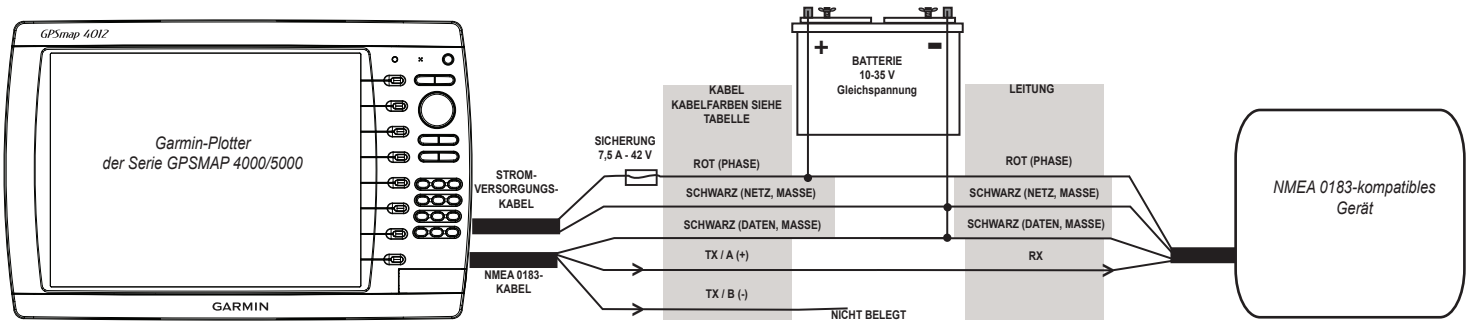 GPSmap 4012
Garmin-Plotter
der Serie GPSMAP 4000/5000
GARMIN
STROM-
VERSORGUNGS-
KABEL
NMEA 0183-
KABEL
SICHERUNG
7,5 A - 42 V
KABEL
KABELFARBEN SIEHE
TABELLE
ROT (PHASE)
SCHWARZ (NETZ, MASSE)
SCHWARZ (DATEN, MASSE)
TX / A (+)
TX / B (-)
NICHT BELEGT
+ -
BATTERIE
10-35 V
Gleichspannung
LEITUNG
ROT (PHASE)
SCHWARZ (NETZ, MASSE)
SCHWARZ (DATEN, MASSE)
RX
NMEA 0183-kompatibles
Gerät